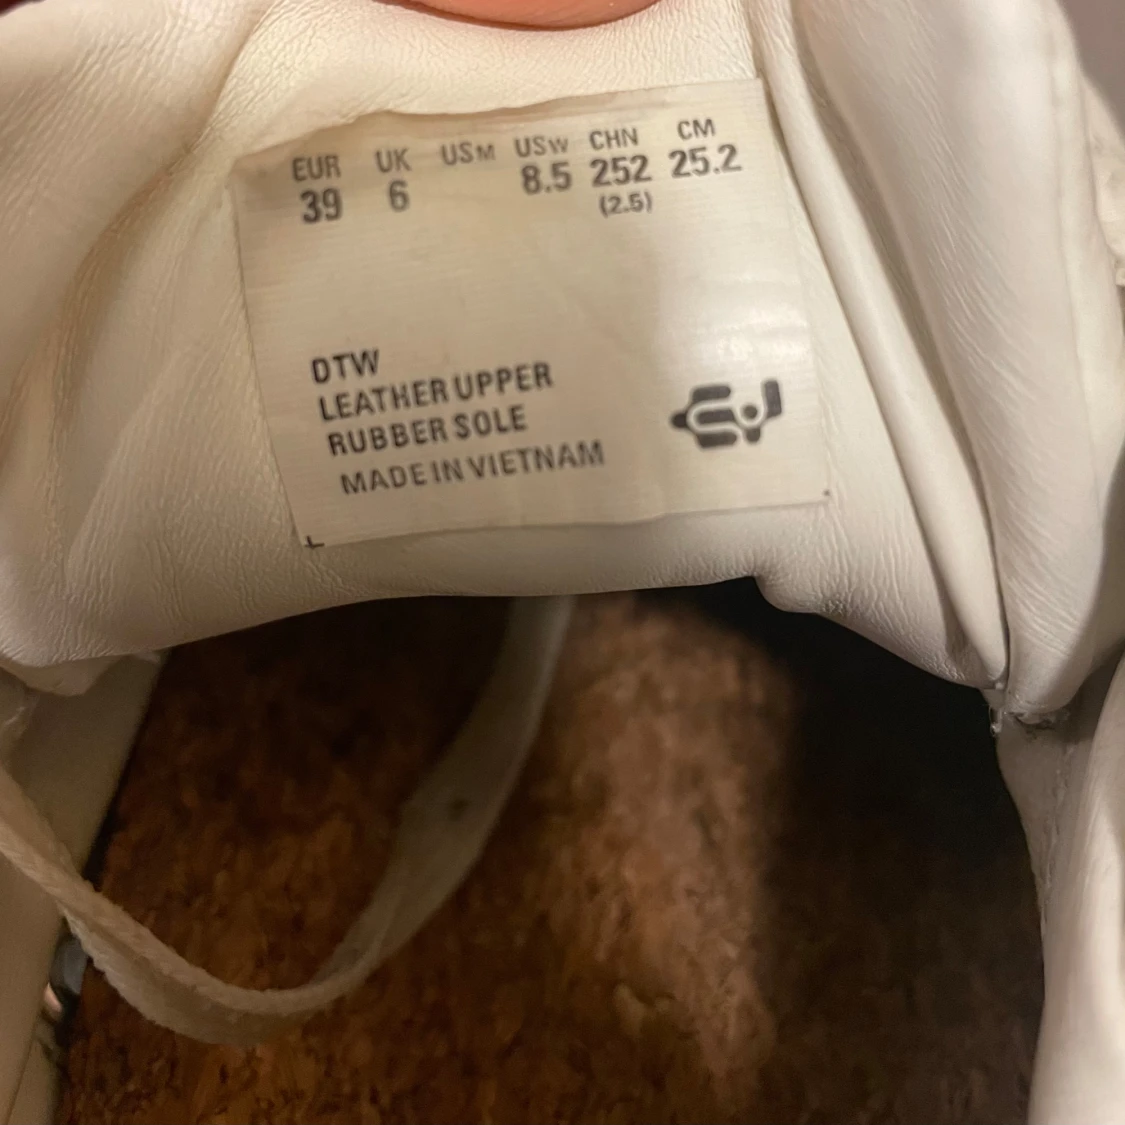 EUR UK USM USW CHN CM
39 6 8.5 252 25.2
(2.5)
DTW
LEATHER UPPER
RUBBER SOLE
MADE IN VIETNAM